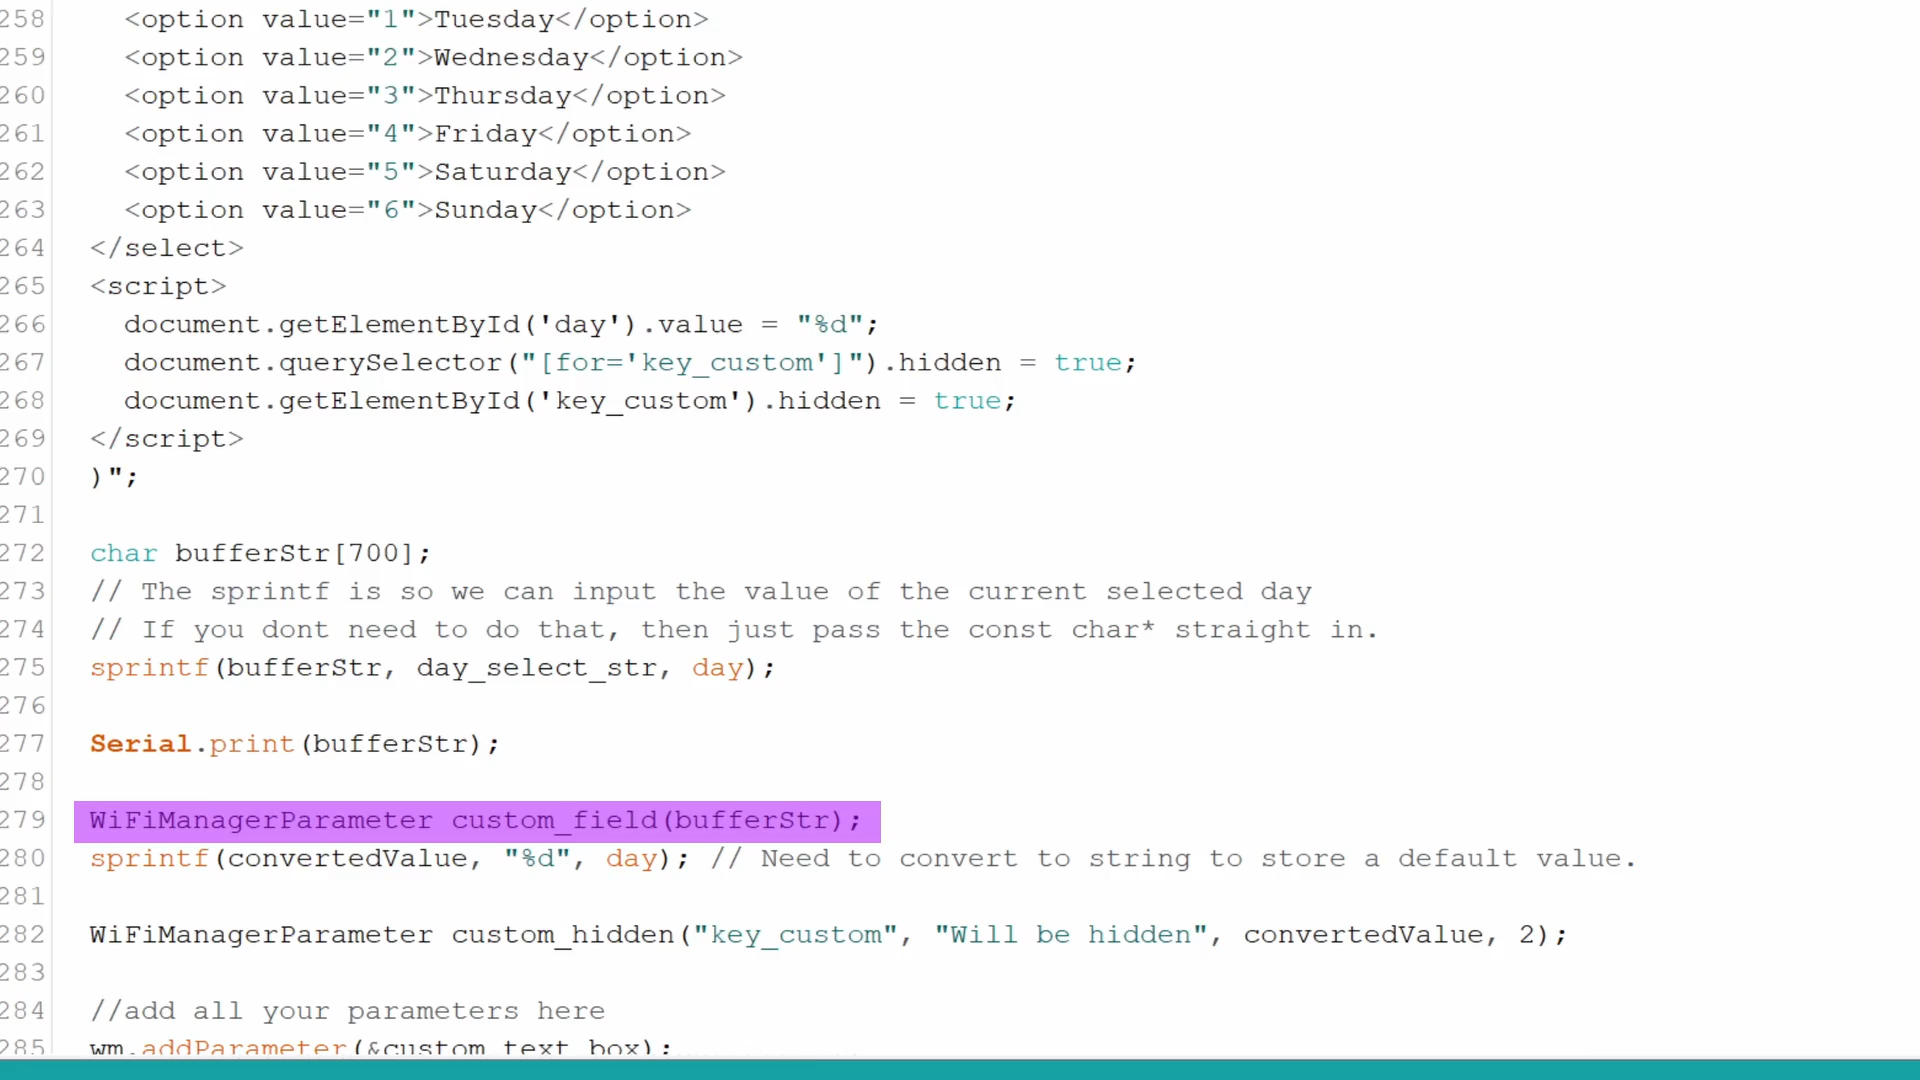 258 <option value="1">Tuesday</option>
259 <option value="2">Wednesday</option>
260 <option value="3">Thursday</option>
261 <option value="4">Friday</option>
262 <option value="5">Saturday</option>
263 <option value="6">Sunday</option>
264 </select>
265 <script>
266 document.getElementById('day').value = "%d";
267 document.querySelector("[for='key_custom']").hidden = true;
268 document.getElementById('key_custom').hidden = true;
269 </script>
270 )";
271
272 char bufferStr[700];
273 // The sprintf is so we can input the value of the current selected day
274 // If you dont need to do that, then just pass the const char* straight in.
275 sprintf(bufferStr, day_select_str, day);
276
277 Serial.print(bufferStr);
278
279 WiFiManagerParameter custom_field(bufferStr);
280 sprintf(convertedValue, "%d", day); // Need to convert to string to store a default value.
281
282 WiFiManagerParameter custom_hidden("key_custom", "Will be hidden", convertedValue, 2);
283
284 //add all your parameters here
285 wm.addParameter(&custom_text_box);